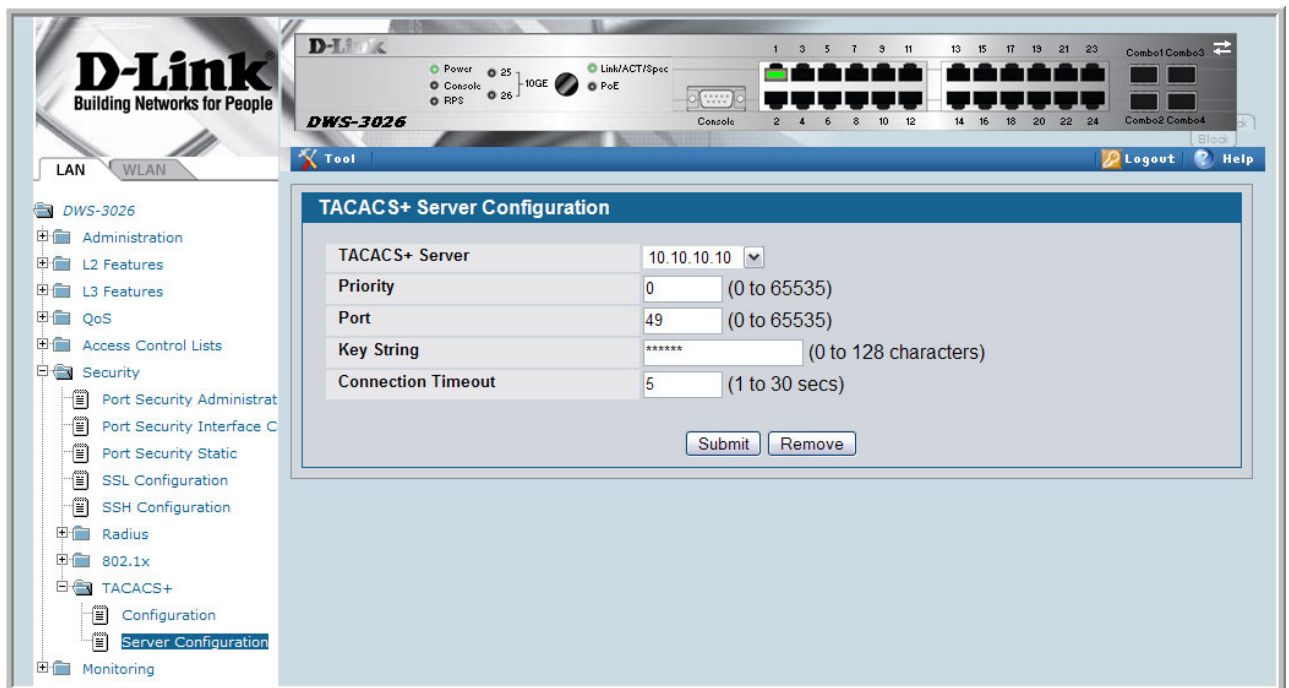 D-Link
Building Networks for People
D-Link
Power
Console
RPS
25
26
10GE
Link/ACT/Spec
PoE
DWS-3026
Console
1 3 5 7 9 11 13 15 17 19 21 23
2 4 6 8 10 12 14 16 18 20 22 24
Combo1 Combo3
Combo2 Combo4
Block
LAN
WLAN
Tool
Logout
Help
DWS-3026
Administration
L2 Features
L3 Features
QoS
Access Control Lists
Security
Port Security Administrat
Port Security Interface C
Port Security Static
SSL Configuration
SSH Configuration
Radius
802.1x
TACACS+
Configuration
Server Configuration
Monitoring
TACACS+ Server Configuration
TACACS+ Server 10.10.10.10
Priority 0 (0 to 65535)
Port 49 (0 to 65535)
Key String ****** (0 to 128 characters)
Connection Timeout 5 (1 to 30 secs)
Submit Remove